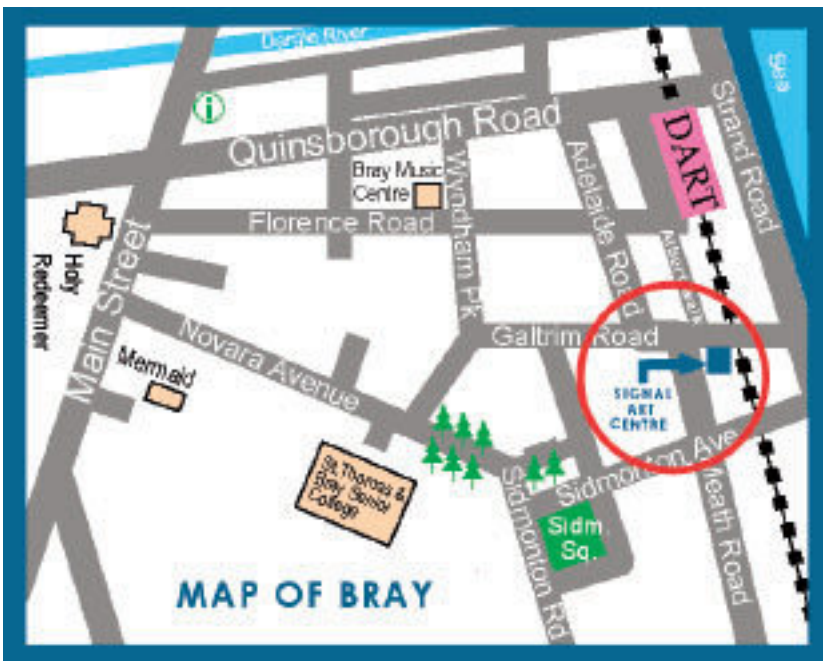 Dargle River
sea
i
Quinsborough Road
DART
Strand Road
Bray Music
Centre
Wyndham Pk
Adelaide Road
Florence Road
Holy
Redeemer
Main Street
Galtrim Road
Novara Avenue
Mermaid
SIGNAL
ART
CENTRE
St. Thomas &
Bray Senior
College
Sidmonton Ave
Sidmonton Rd
Sidm
Sq.
Meath Road
MAP OF BRAY